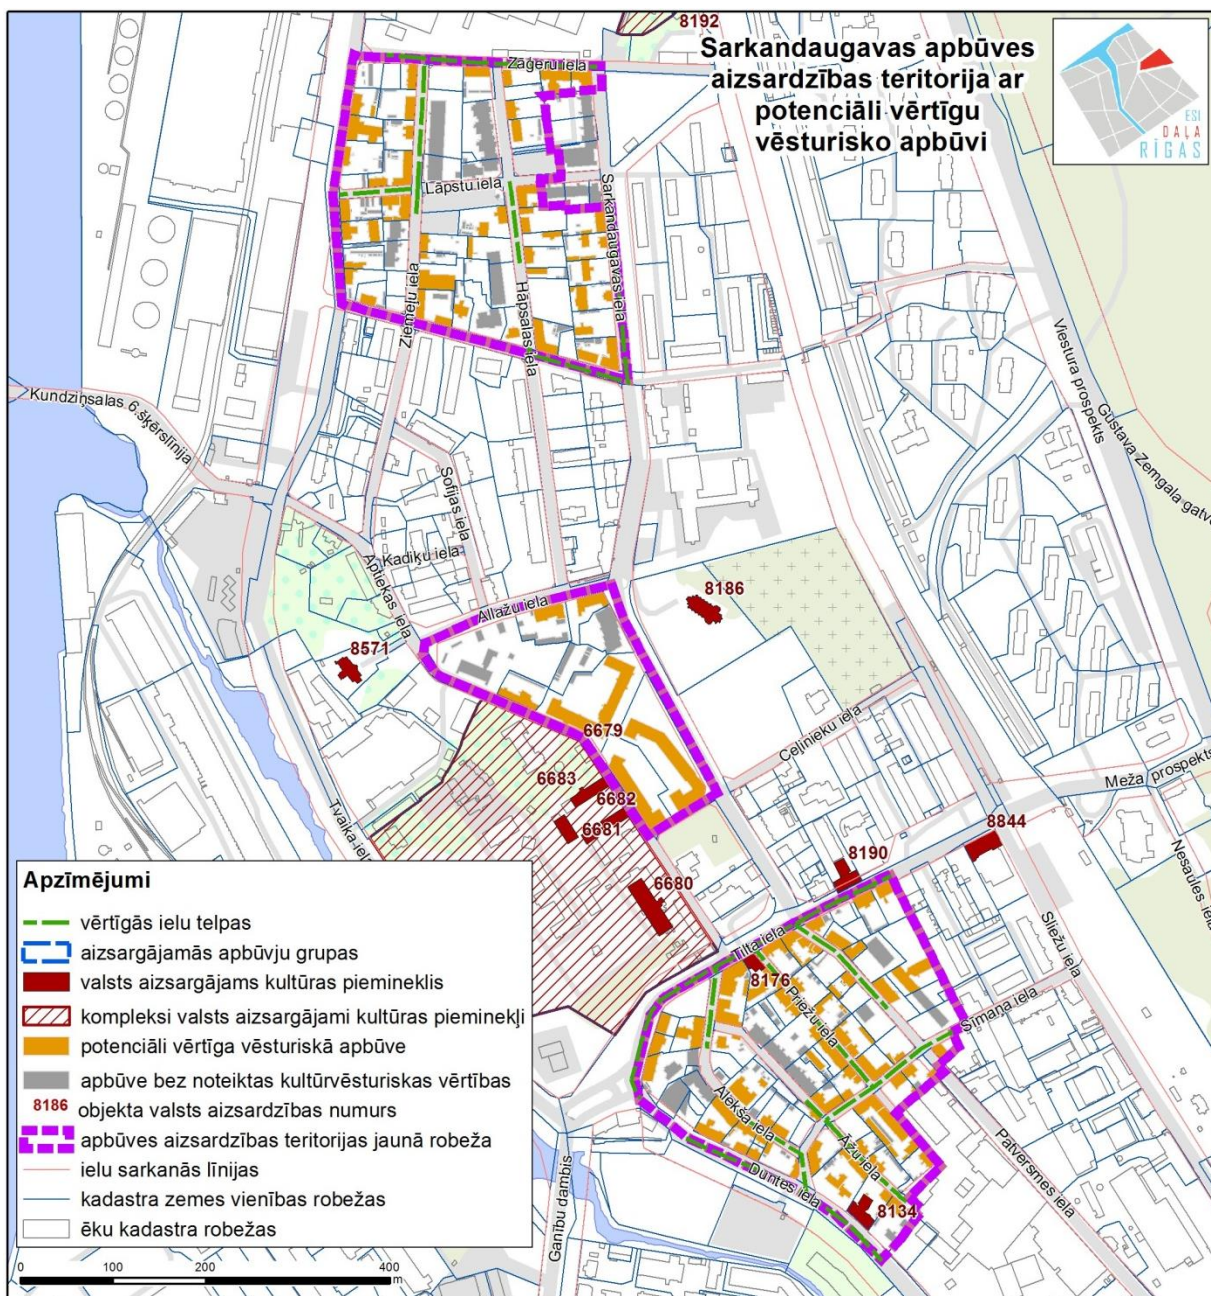 8192
Sarkandaugavas apbūves
aizsardzības teritorija ar
potenciāli vērtīgu
vēsturisko apbūvi
ESI
DAĻA
RĪGAS
Zāģeru iela
Lāpstu iela
Sarkandaugavas iela
Ziemeļu iela
Hāpsalas iela
Viestura prospekts
Gustava Zemgala gatve
Kundziņsalas 6.šķērslīnija
Sofijas iela
Kadiķu iela
Aptiekas iela
Allažu iela
8186
8571
6679
Ceļinieku iela
Meža prospekts
6683
6682
6681
Tvaika iela
8844
8190
Nesaules iela
6680
Sliežu iela
Tilta iela
8176
Priežu iela
Sīmaņa iela
Alekša iela
Āžu iela
Patversmes iela
Duntes iela
8134
Ganību dambis
Apzīmējumi
vērtīgās ielu telpas
aizsargājamās apbūvju grupas
valsts aizsargājams kultūras piemineklis
kompleksi valsts aizsargājami kultūras pieminekļi
potenciāli vērtīga vēsturiskā apbūve
apbūve bez noteiktas kultūrvēsturiskas vērtības
8186 objekta valsts aizsardzības numurs
apbūves aizsardzības teritorijas jaunā robeža
ielu sarkanās līnijas
kadastra zemes vienības robežas
ēku kadastra robežas
0 100 200 400 m